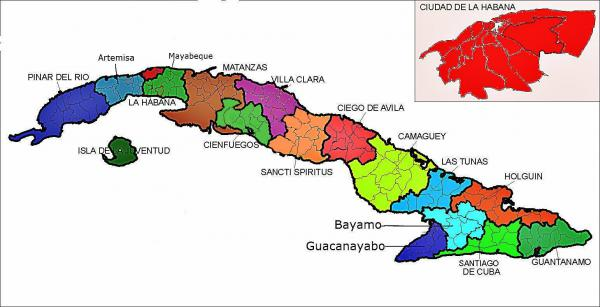 CIUDAD DE LA HABANA
Artemisa
Mayabeque
MATANZAS
PINAR DEL RIO
VILLA CLARA
LA HABANA
CIEGO DE AVILA
CIENFUEGOS
CAMAGUEY
ISLA DE JUVENTUD
SANCTI SPIRITUS
LAS TUNAS
HOLGUIN
Bayamo
Guacanayabo
SANTIAGO
DE CUBA
GUANTANAMO